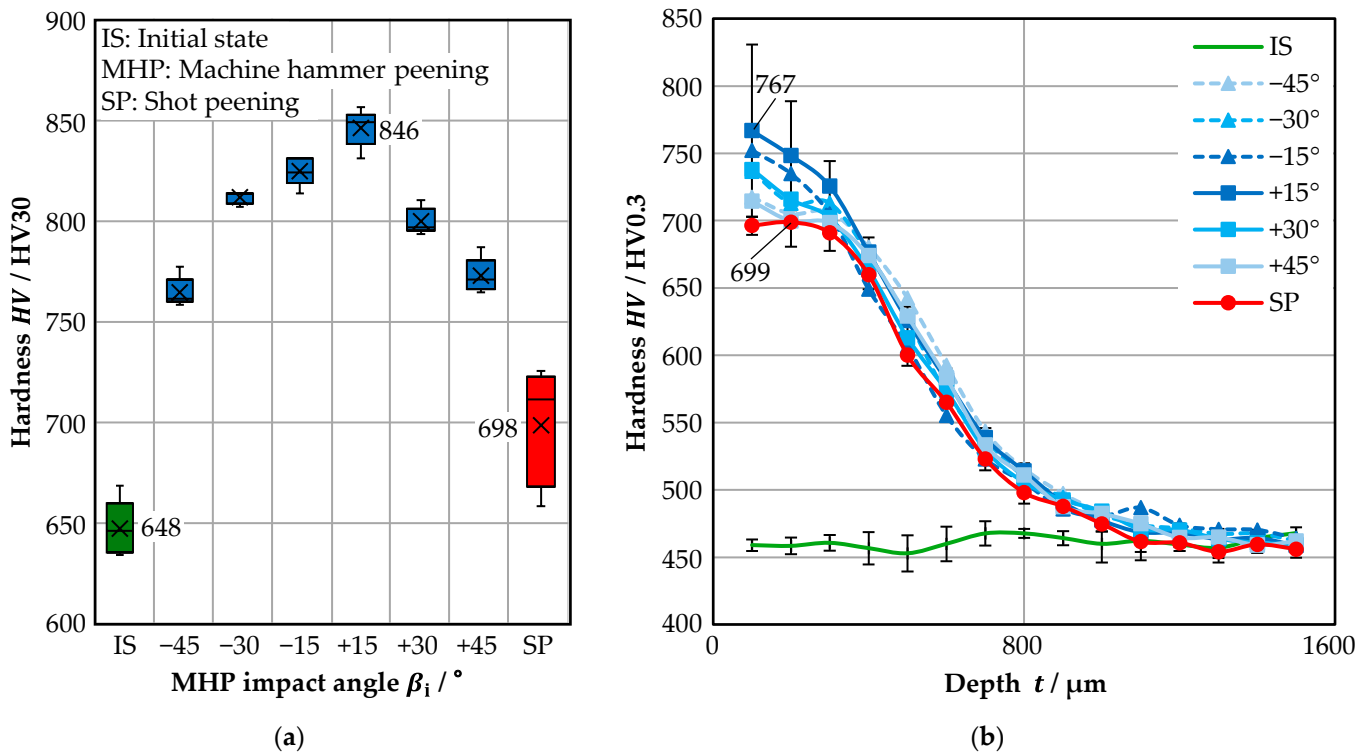 900
850
800
750
700
650
600
Hardness HV / HV30
IS: Initial state
MHP: Machine hammer peening
SP: Shot peening
648
846
698
IS −45 −30 −15 +15 +30 +45 SP
MHP impact angle βi / °
(a)
850
800
750
700
650
600
550
500
450
400
Hardness HV / HV0.3
767
699
IS
−45°
−30°
−15°
+15°
+30°
+45°
SP
0 800 1600
Depth t / μm
(b)